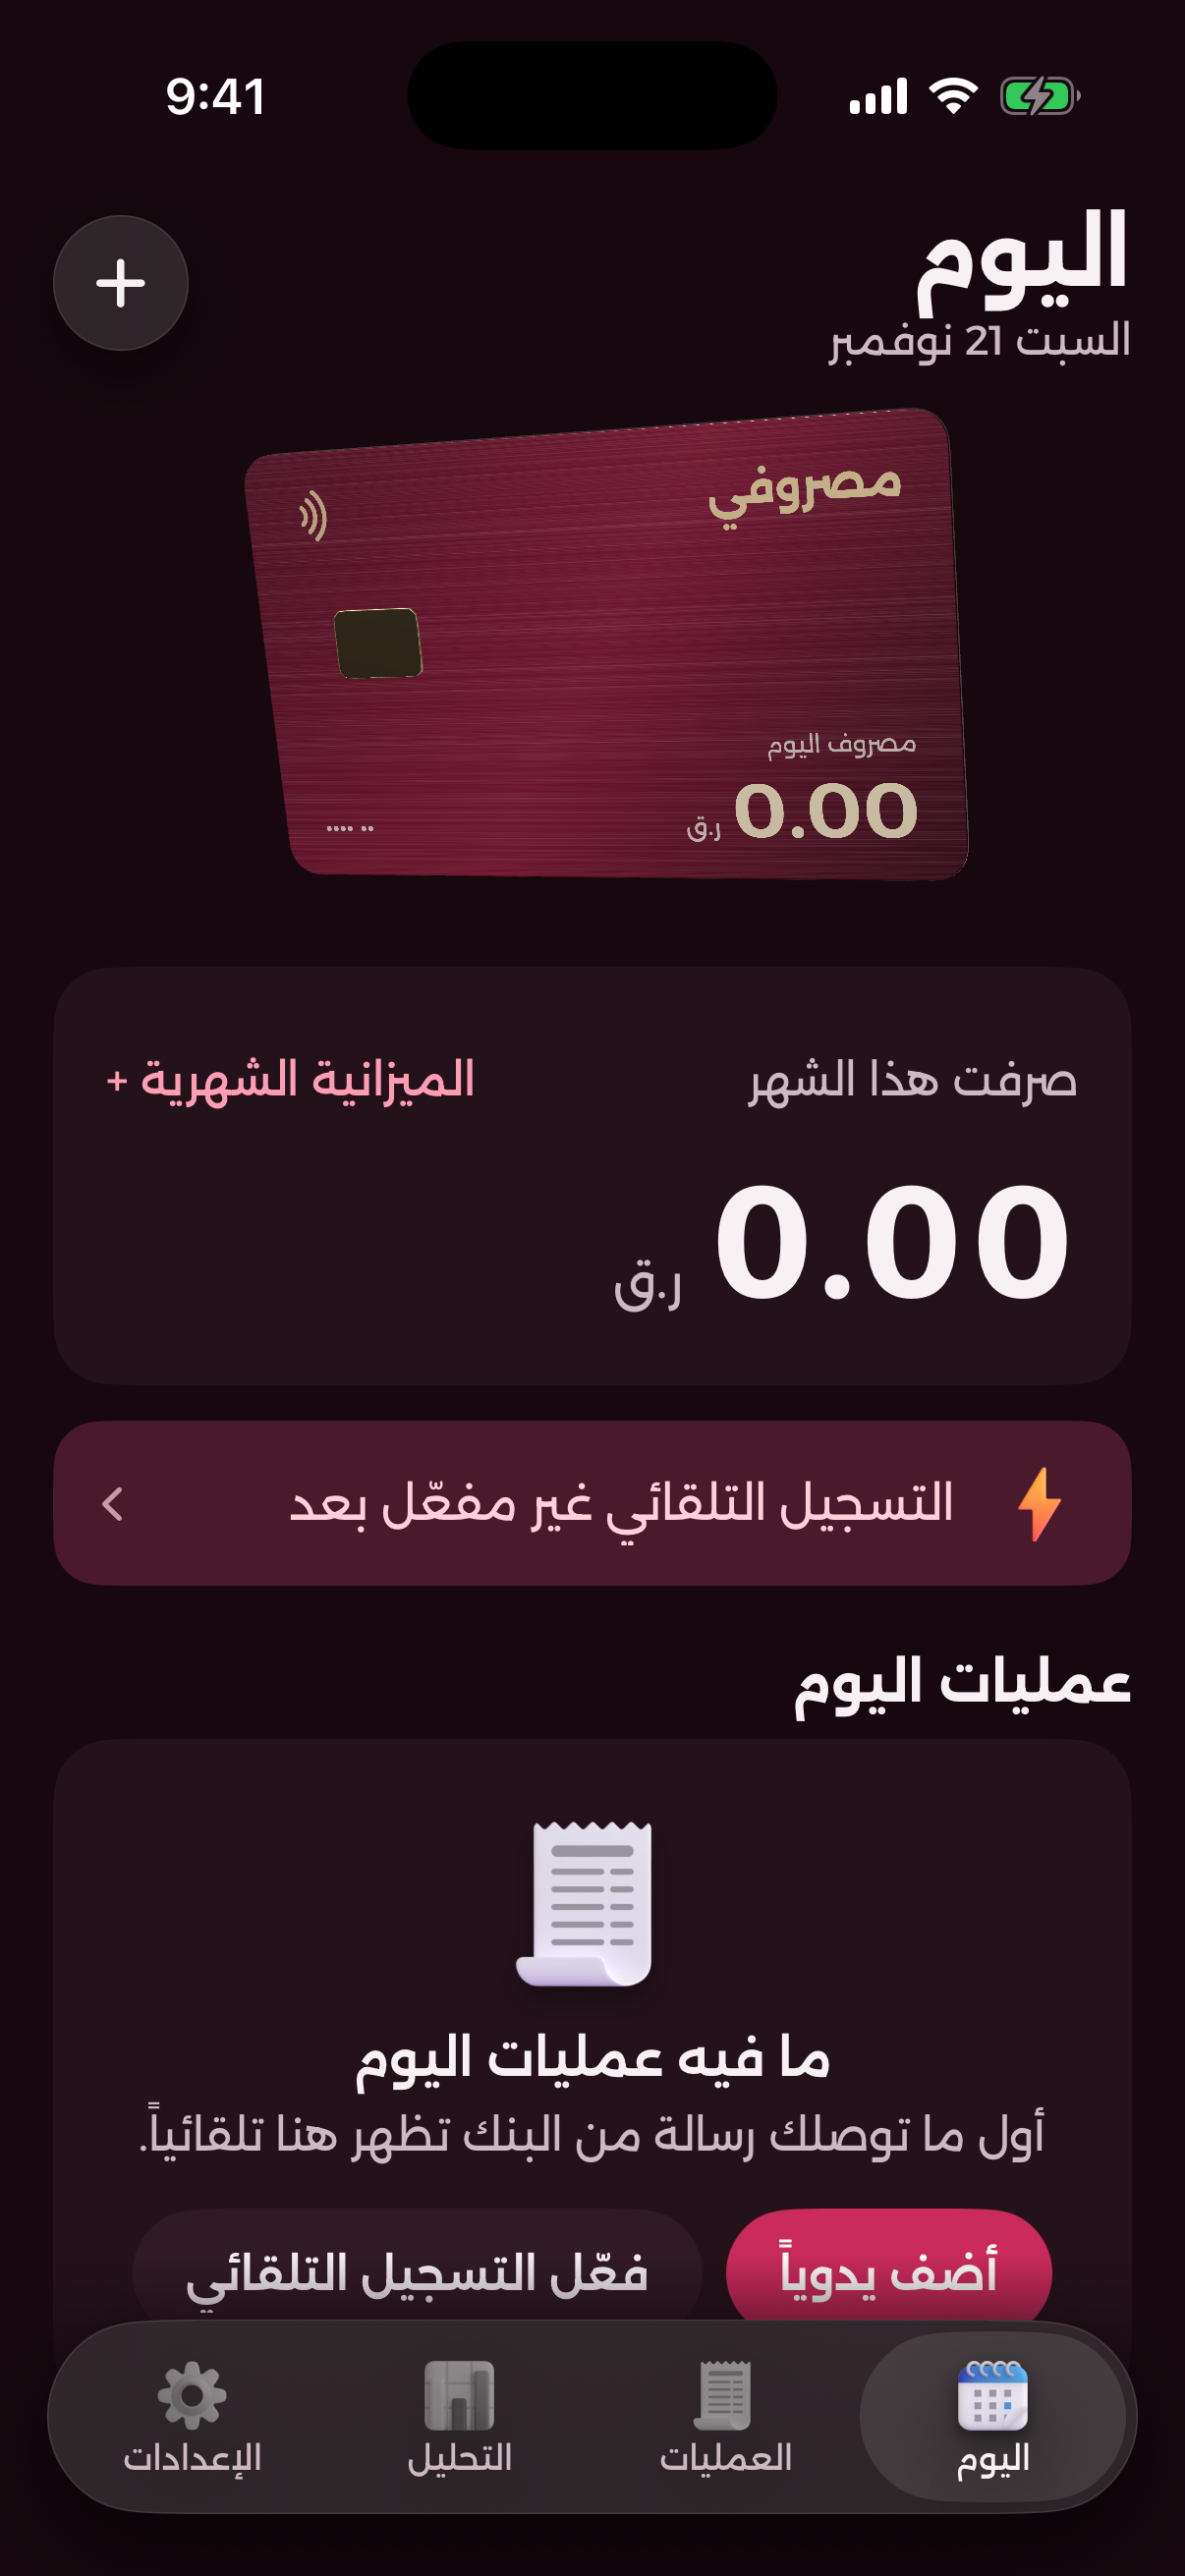 9:41
اليوم
السبت 21 نوفمبر
مصروفي
مصروف اليوم
0.00 ر.ق
•••• ••
صرفت هذا الشهر
الميزانية الشهرية +
0.00 ر.ق
التسجيل التلقائي غير مفعّل بعد
عمليات اليوم
ما فيه عمليات اليوم
أول ما توصلك رسالة من البنك تظهر هنا تلقائياً.
أضف يدوياً
فعّل التسجيل التلقائي
اليوم
العمليات
التحليل
الإعدادات